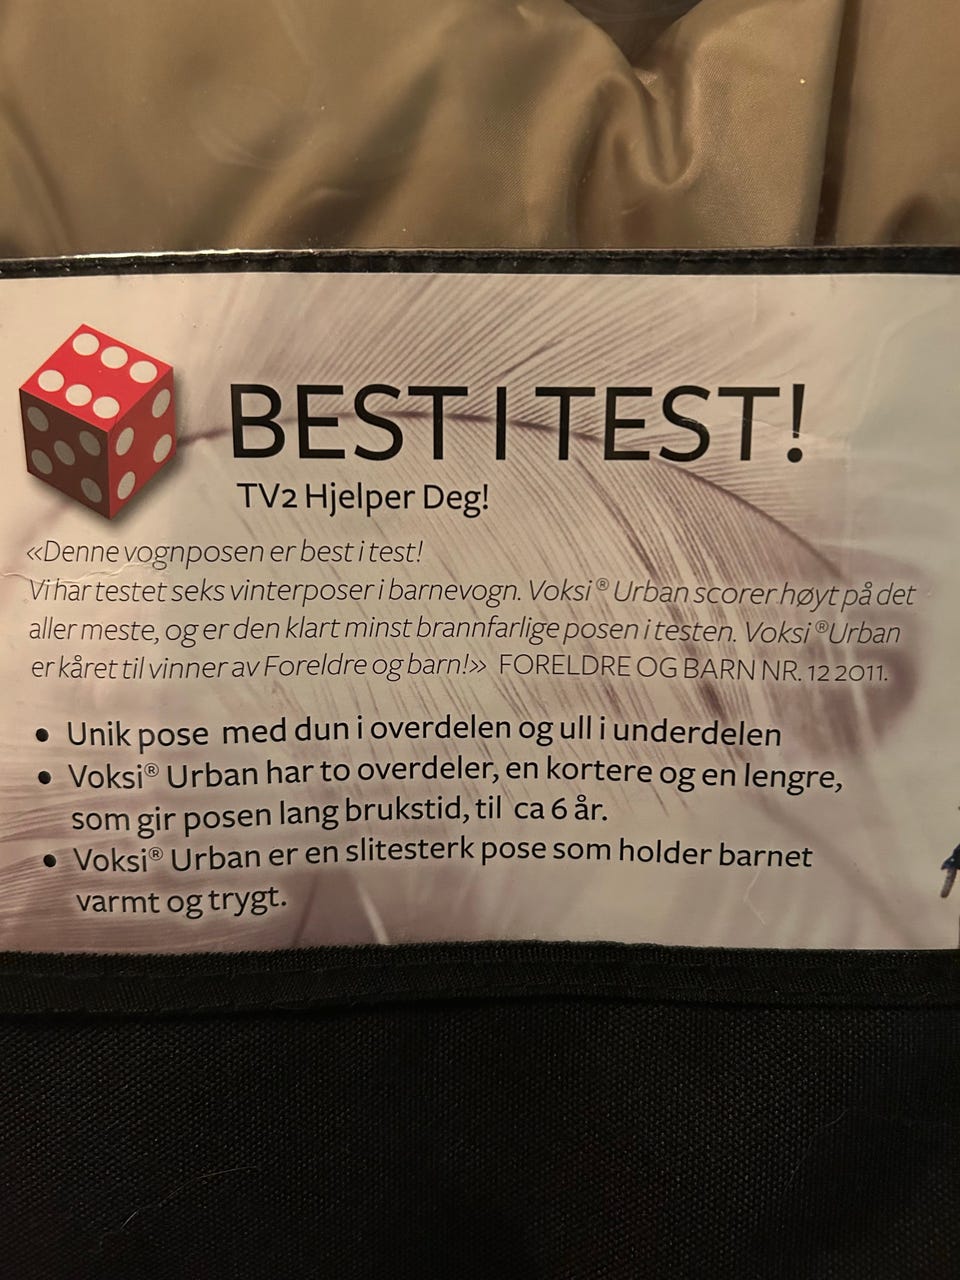 BEST I TEST!
TV2 Hjelper Deg!
«Denne vognposen er best i test!
Vi har testet seks vinterposer i barnevogn. Voksi® Urban scorer høyt på det
aller meste, og er den klart minst brannfarlige posen i testen. Voksi® Urban
er kåret til vinner av Foreldre og barn!» FORELDRE OG BARN NR. 12 2011.
• Unik pose med dun i overdelen og ull i underdelen
• Voksi® Urban har to overdeler, en kortere og en lengre,
som gir posen lang brukstid, til ca 6 år.
• Voksi® Urban er en slitesterk pose som holder barnet
varmt og trygt.